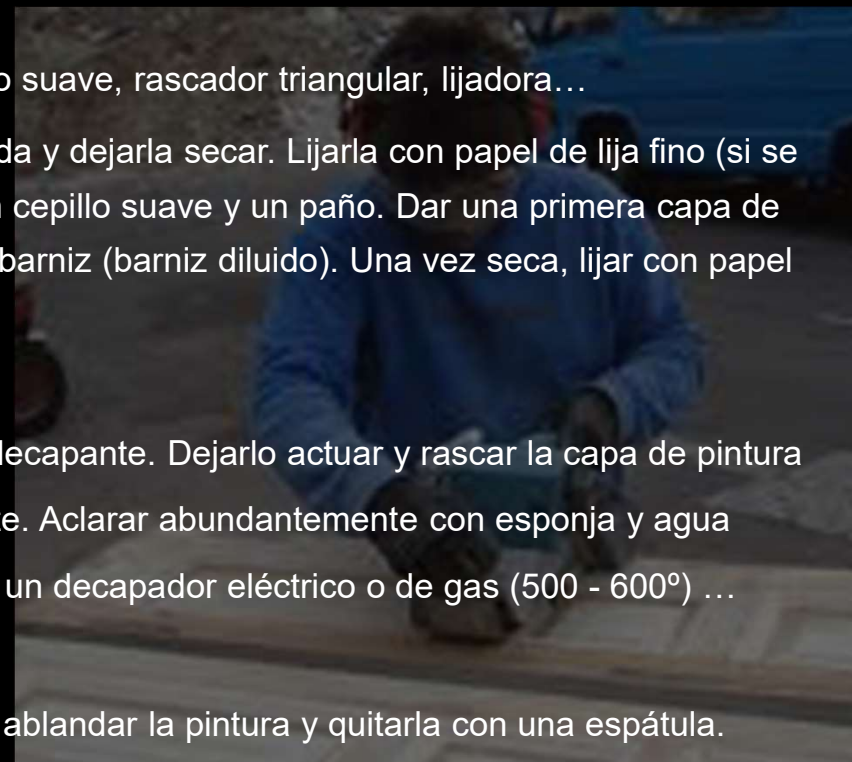 o suave, rascador triangular, lijadora…
da y dejarla secar. Lijarla con papel de lija fino (si se
cepillo suave y un paño. Dar una primera capa de
barniz (barniz diluido). Una vez seca, lijar con papel
decapante. Dejarlo actuar y rascar la capa de pintura
te. Aclarar abundantemente con esponja y agua
un decapador eléctrico o de gas (500 - 600º) …
ablandar la pintura y quitarla con una espátula.